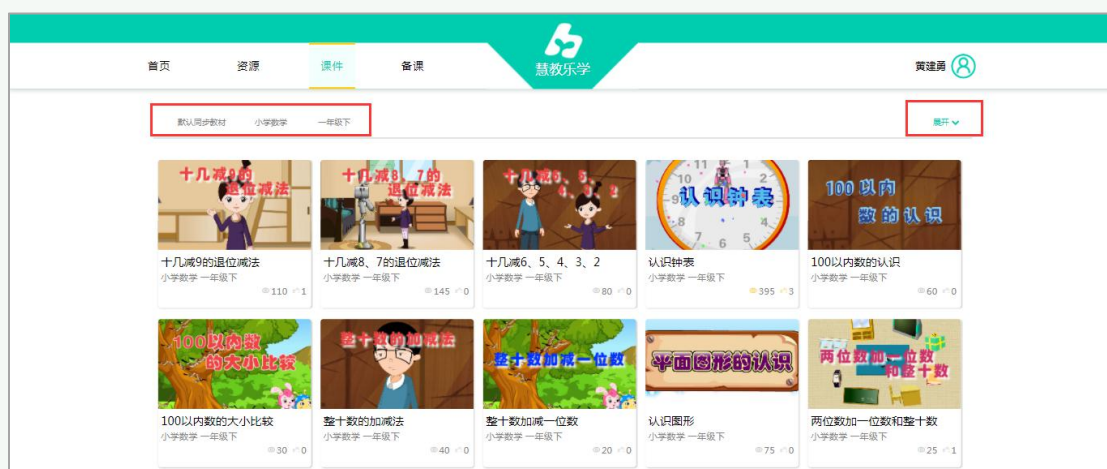 慧教乐学
首页 资源 课件 备课 黄建勇
默认同步教材 小学数学 一年级下 展开
十几减9的
退位减法
十几减8、7的
退位减法
十几减6、5、
4、3、2
11 1
10 2
9 认识钟表
8 4
7 6 5
100以内
数的认识
十几减9的退位减法
小学数学 一年级下
110 1
十几减8、7的退位减法
小学数学 一年级下
145 0
十几减6、5、4、3、2
小学数学 一年级下
80 0
认识钟表
小学数学 一年级下
395 3
100以内数的认识
小学数学 一年级下
60 0
100以内数
的大小比较
整十数的加减法
整十数加减一位数
平面图形的认识
两位数加一位数
和整十数
100以内数的大小比较
小学数学 一年级下
30 0
整十数的加减法
小学数学 一年级下
40 0
整十数加减一位数
小学数学 一年级下
20 0
认识图形
小学数学 一年级下
75 0
两位数加一位数和整十数
小学数学 一年级下
25 1